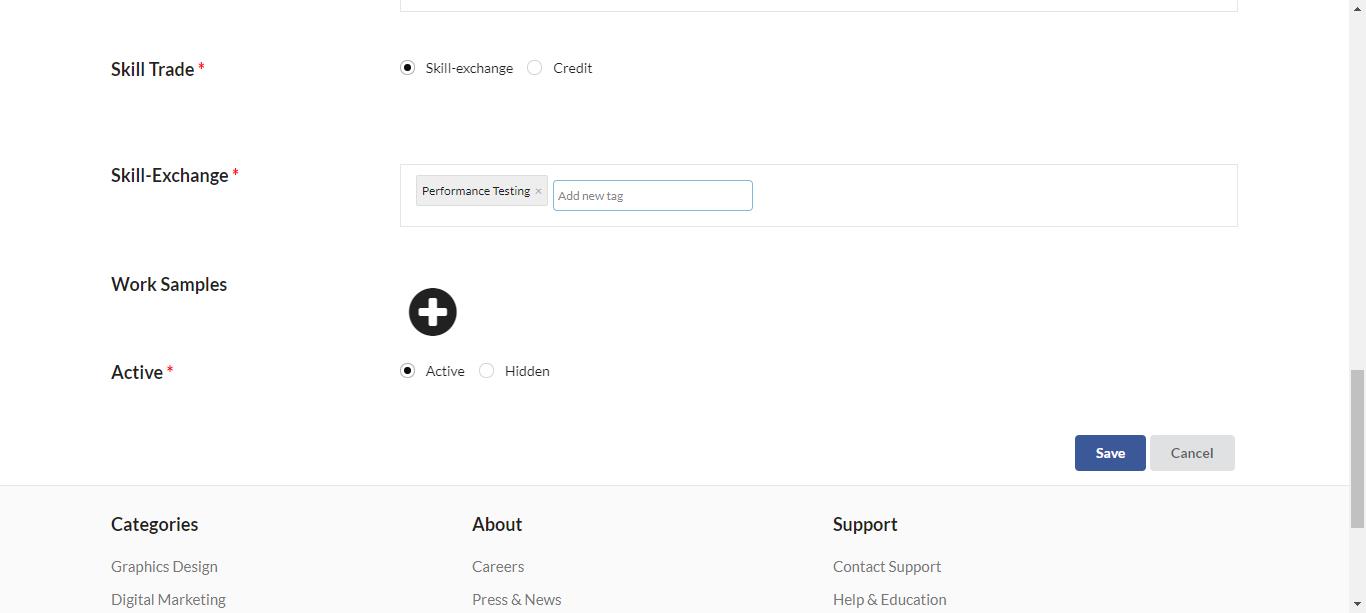 Skill Trade *
Skill-exchange Credit
Skill-Exchange *
Performance Testing × Add new tag
Work Samples
Active *
Active Hidden
Save Cancel
Categories About Support
Graphics Design Careers Contact Support
Digital Marketing Press & News Help & Education